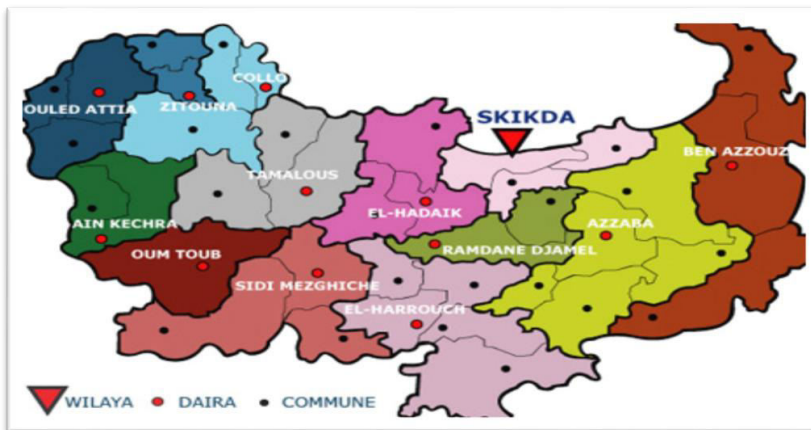 COLLO
OULED ATTIA
ZITOUNA
SKIKDA
BEN AZZOUZ
TAMALOUS
EL-HADAIK
AIN KECHRA
AZZABA
OUM TOUB
RAMDANE DJAMEL
SIDI MEZGHICHE
EL-HARROUCH
WILAYA DAIRA COMMUNE